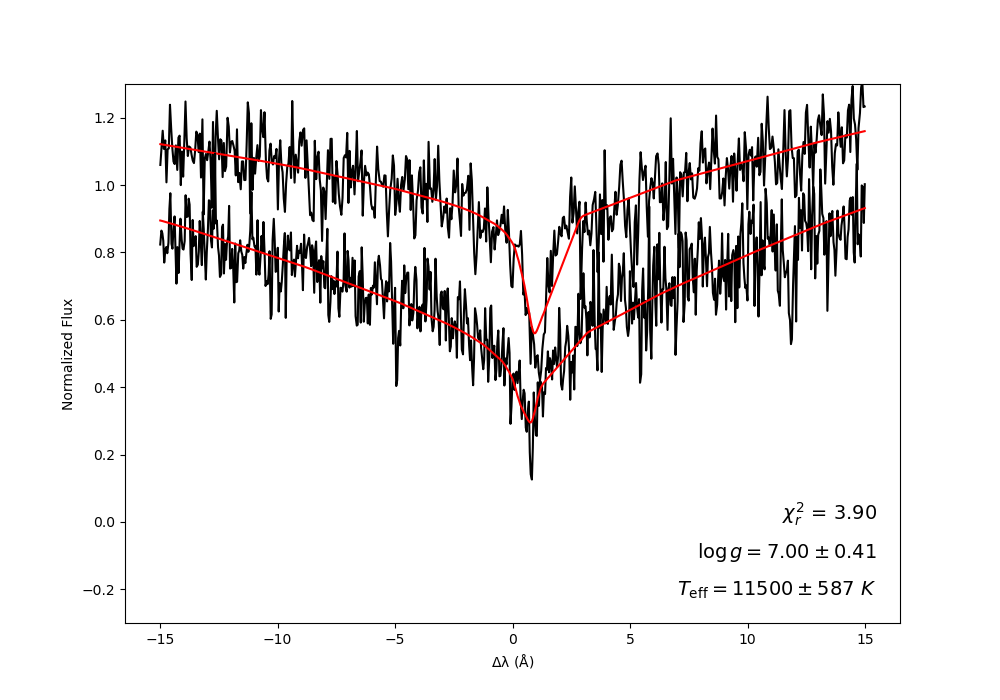 1.2
1.0
0.8
0.6
0.4
0.2
0.0
−0.2
Normalized Flux
χ²ᵣ = 3.90
log g = 7.00 ± 0.41
T_eff = 11500 ± 587 K
−15 −10 −5 0 5 10 15
Δλ (Å)